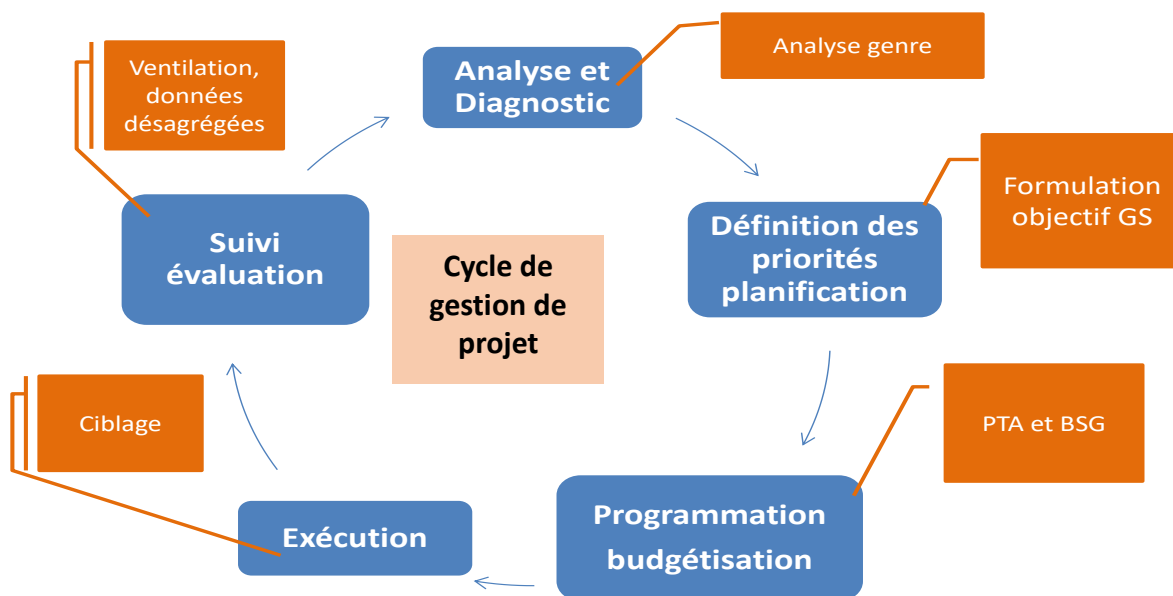 Analyse et
Diagnostic
Analyse genre
Définition des
priorités
planification
Formulation
objectif GS
Programmation
budgétisation
PTA et BSG
Exécution
Ciblage
Suivi
évaluation
Ventilation,
données
désagrégées
Cycle de
gestion de
projet